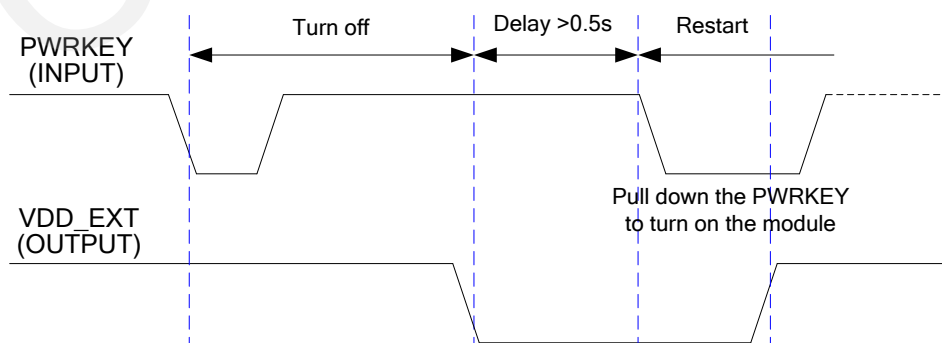 Turn off
Delay >0.5s
Restart
PWRKEY
(INPUT)
Pull down the PWRKEY
to turn on the module
VDD_EXT
(OUTPUT)